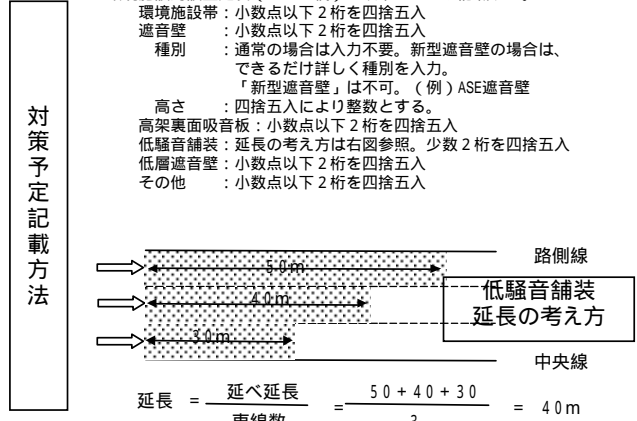 対策予定記載方法
環境施設帯：小数点以下２桁を四捨五入
遮音壁　　：小数点以下２桁を四捨五入
種別　　：通常の場合は入力不要。新型遮音壁の場合は、
できるだけ詳しく種別を入力。
「新型遮音壁」は不可。（例）ASE遮音壁
高さ　　：四捨五入により整数とする。
高架裏面吸音板：小数点以下２桁を四捨五入
低騒音舗装：延長の考え方は右図参照。少数２桁を四捨五入
低層遮音壁：小数点以下２桁を四捨五入
その他　　：小数点以下２桁を四捨五入
路側線
５０ｍ
低騒音舗装
延長の考え方
４０ｍ
３０ｍ
中央線
延長 ＝ 延べ延長 ＝ ５０＋４０＋３０ ＝ ４０ｍ
車線数 ３